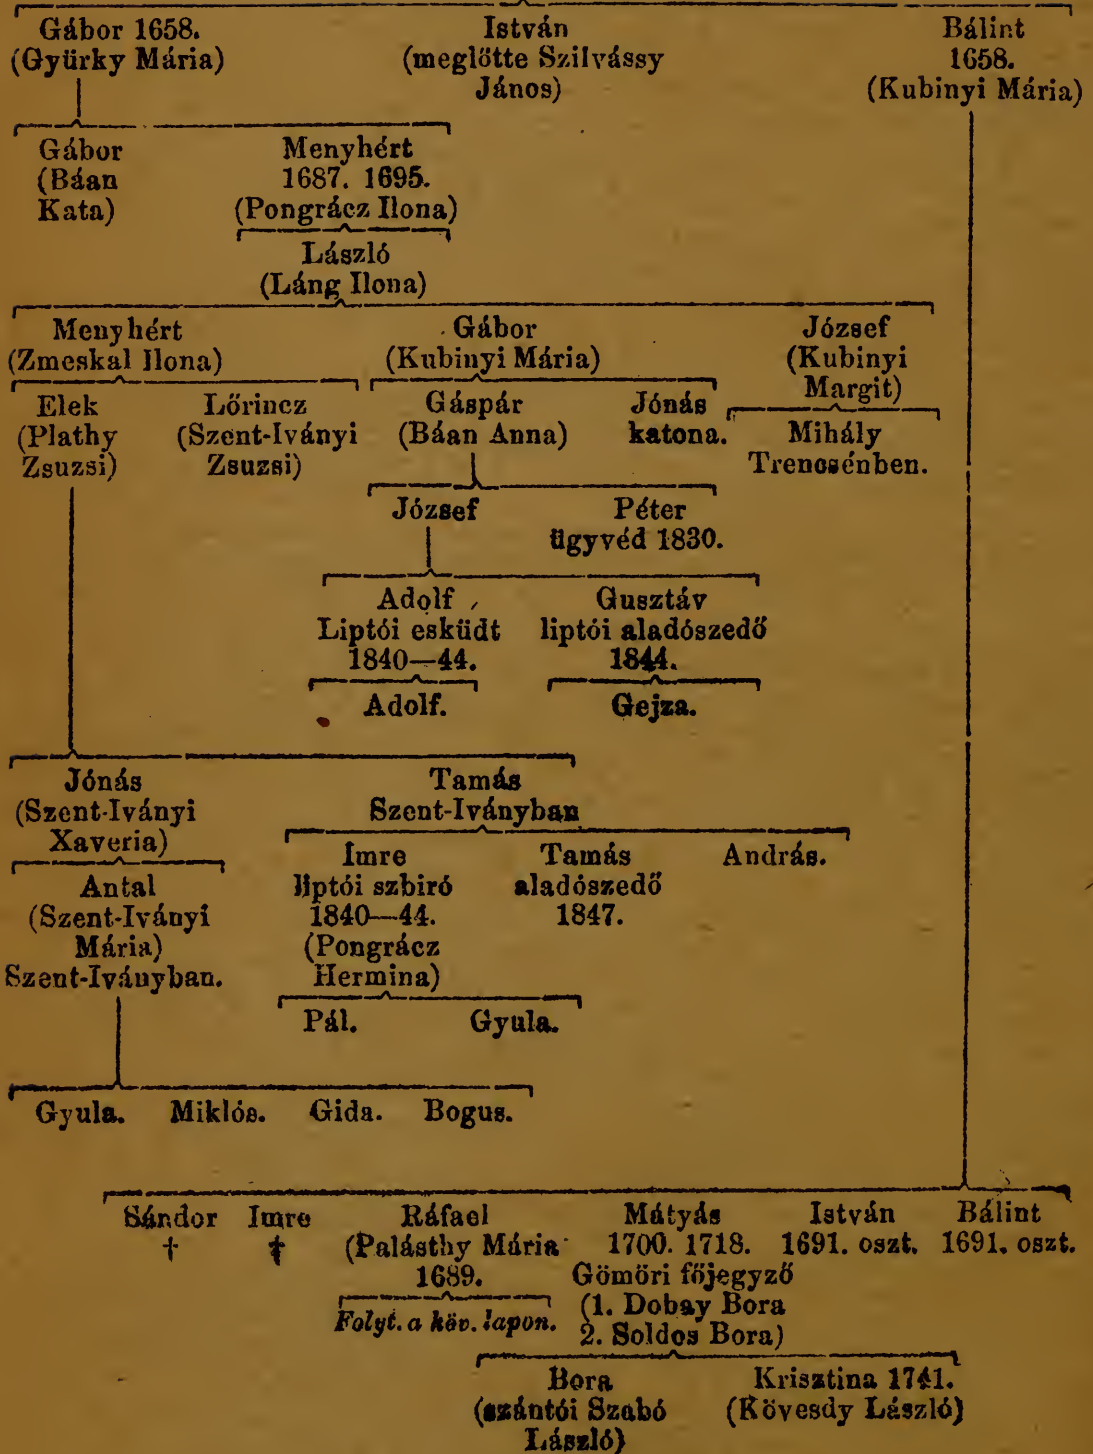 Gábor 1658. István Bálint
(Gyürky Mária) (meglőtte Szilvássy 1658.
János) (Kubinyi Mária)
Gábor Menyhért
(Báan 1687. 1695.
Kata) (Pongrácz Ilona)
László
(Láng Ilona)
Menyhért Gábor József
(Zmeskal Ilona) (Kubinyi Mária) (Kubinyi
Margit)
Elek Lőrincz Gáspár Jónás
(Plathy (Szent-Iványi (Báan Anna) katona. Mihály
Zsuzsi) Zsuzsi) Trencsénben.
József Péter
ügyvéd 1830.
Adolf Gusztáv
Liptói esküdt liptói aladószedő
1840—44. 1844.
Adolf. Gejza.
Jónás Tamás
(Szent-Iványi Szent-Iványban
Xaveria)
Imre Tamás András.
Antal liptói szbiró aladószedő
(Szent-Iványi 1840—44. 1847.
Mária) (Pongrácz
Szent-Iványban. Hermina)
Pál. Gyula.
Gyula. Miklós. Gida. Bogus.
Sándor Imre Ráfael Mátyás István Bálint
† † (Palásthy Mária 1700. 1718. 1691. oszt. 1691. oszt.
1689. Gömöri főjegyző
Folyt. a köv. lapon. (1. Dobay Bora
2. Soldos Bora)
Bora Krisztina 1741.
(szántói Szabó (Kövesdy László)
László)